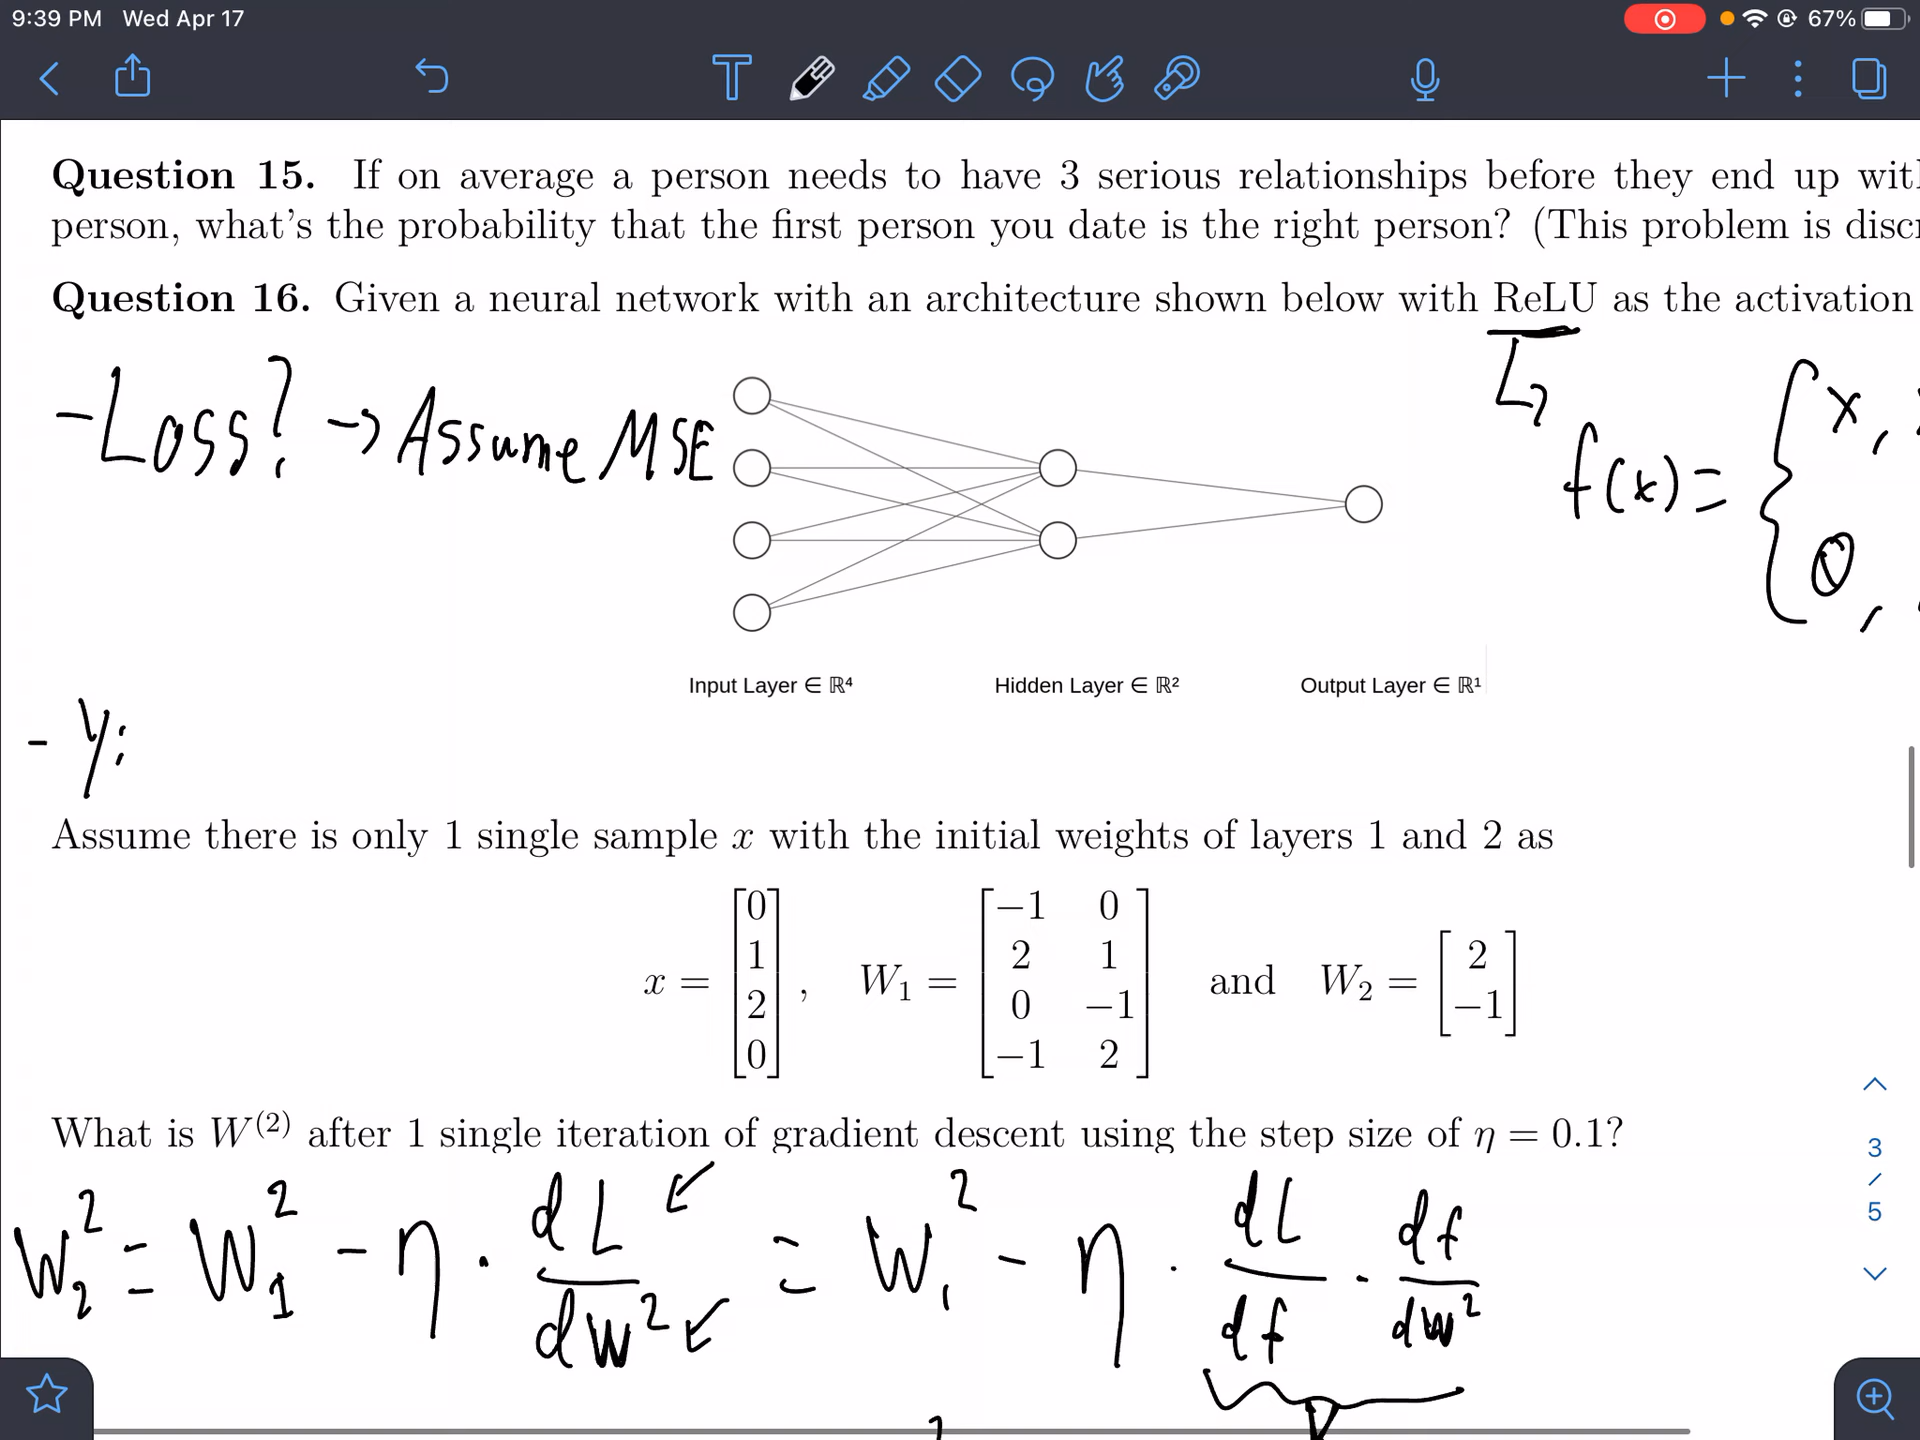 9:39 PM Wed Apr 17
67%
Question 15. If on average a person needs to have 3 serious relationships before they end up
person, what's the probability that the first person you date is the right person? (This problem is
Question 16. Given a neural network with an architecture shown below with ReLU as the activation
-Loss? → Assume MSE
f(x) = { x,
0,
Input Layer ∈ ℝ⁴ Hidden Layer ∈ ℝ² Output Layer ∈ ℝ¹
- y:
Assume there is only 1 single sample x with the initial weights of layers 1 and 2 as
x = [0 1 2 0], W₁ = [−1 0; 2 1; 0 −1; −1 2] and W₂ = [2 −1]
What is W⁽²⁾ after 1 single iteration of gradient descent using the step size of η = 0.1?
W₂² = W₁² - η · dL/dW² = W₁² - η · dL/df · df/dW²
3
/
5